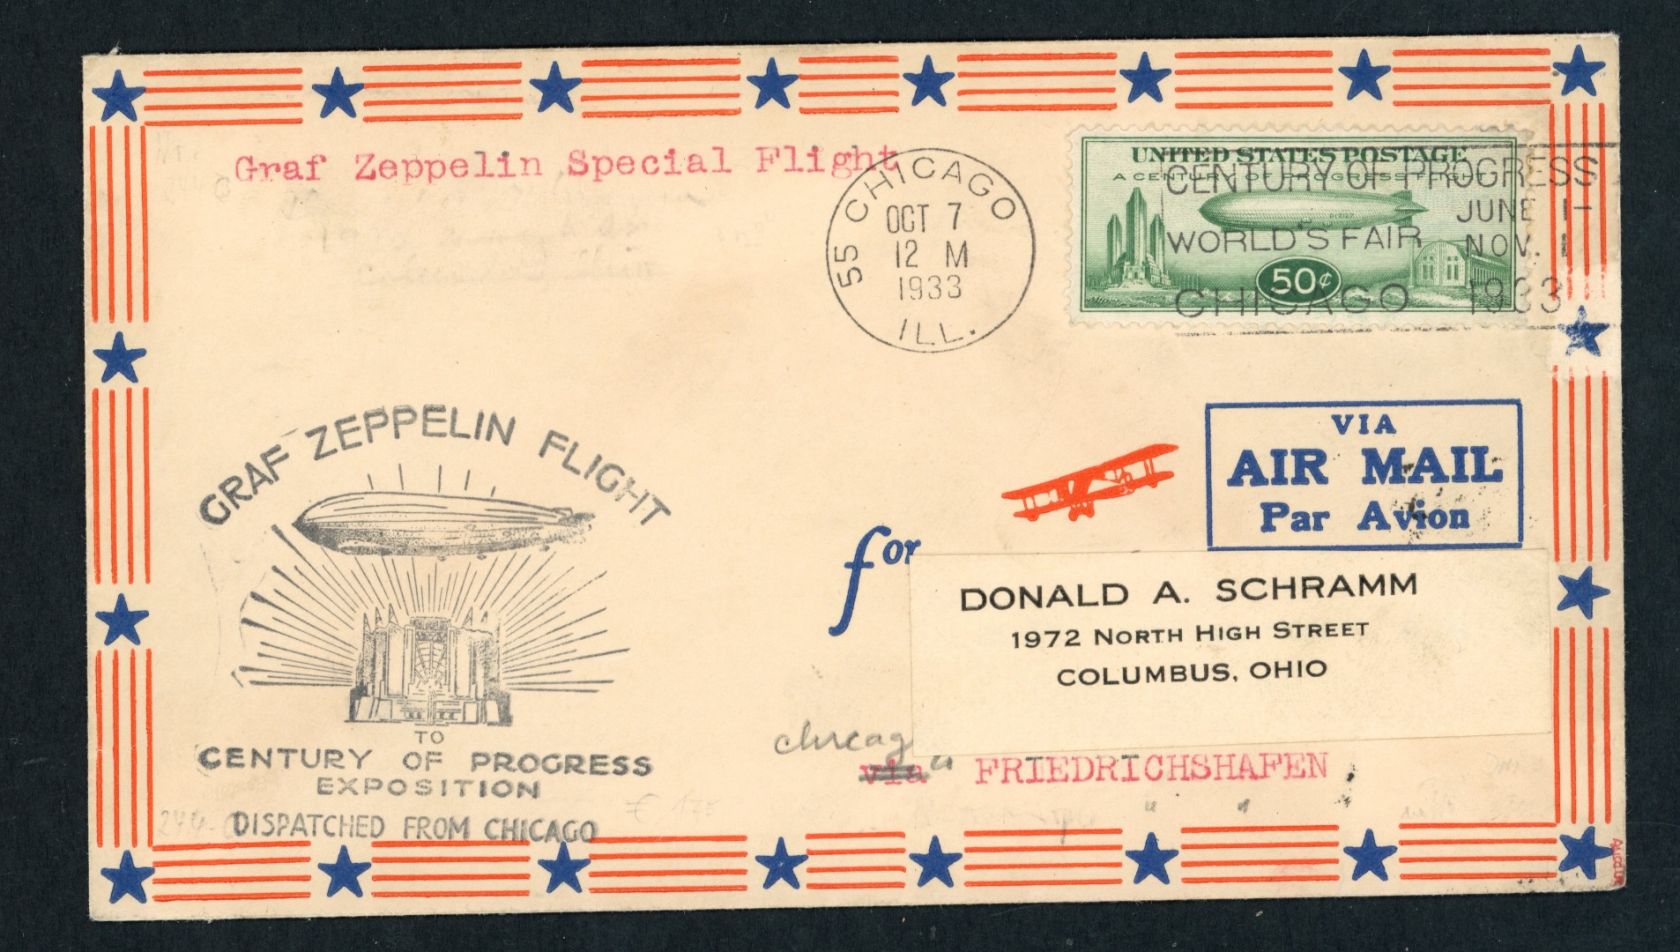 Graf Zeppelin Special Flight
55 CHICAGO
OCT 7
12 M
1933
ILL.
UNITED STATES POSTAGE
A CENTURY OF PROGRESS FLIGHT
50¢
CENTURY OF PROGRESS
JUNE 1-
WORLD'S FAIR NOV. 1
CHICAGO 1933
GRAF ZEPPELIN FLIGHT
TO
CENTURY OF PROGRESS
EXPOSITION
DISPATCHED FROM CHICAGO
VIA
AIR MAIL
Par Avion
for
DONALD A. SCHRAMM
1972 NORTH HIGH STREET
COLUMBUS, OHIO
chicag
via FRIEDRICHSHAFEN